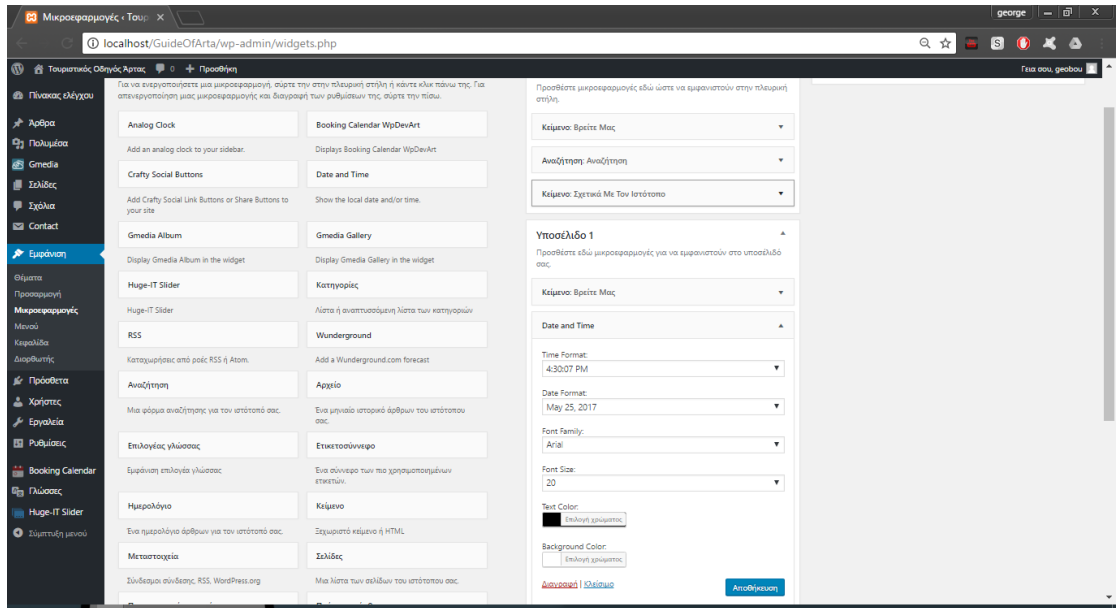 Μικροεφαρμογές ‹ Τουρ
george
localhost/GuideOfArta/wp-admin/widgets.php
Τουριστικός Οδηγός Άρτας 0 + Προσθήκη
Γεια σου, geobou
Πίνακας ελέγχου
Άρθρα
Πολυμέσα
Gmedia
Σελίδες
Σχόλια
Contact
Εμφάνιση
Θέματα
Προσαρμογή
Μικροεφαρμογές
Μενού
Κεφαλίδα
Διορθωτής
Πρόσθετα
Χρήστες
Εργαλεία
Ρυθμίσεις
Booking Calendar
Γλώσσες
Huge-IT Slider
Σύμπτυξη μενού
Για να ενεργοποιήσετε μια μικροεφαρμογή, σύρτε την στην πλευρική στήλη ή κάντε κλικ πάνω της. Για
απενεργοποίηση μιας μικροεφαρμογής και διαγραφή των ρυθμίσεων της, σύρτε την πίσω.
Analog Clock
Add an analog clock to your sidebar.
Booking Calendar WpDevArt
Displays Booking Calendar WpDevArt
Crafty Social Buttons
Add Crafty Social Link Buttons or Share Buttons to
your site
Date and Time
Show the local date and/or time.
Gmedia Album
Display Gmedia Album in the widget
Gmedia Gallery
Display Gmedia Gallery in the widget
Huge-IT Slider
Huge-IT Slider
Κατηγορίες
Λίστα ή αναπτυσσόμενη λίστα των κατηγοριών
RSS
Καταχωρήσεις από ροές RSS ή Atom.
Wunderground
Add a Wunderground.com forecast
Αναζήτηση
Μια φόρμα αναζήτησης για τον ιστότοπό σας.
Αρχείο
Ένα μηνιαίο ιστορικό άρθρων του ιστότοπου
σας.
Επιλογέας γλώσσας
Εμφάνιση επιλογέα γλώσσας
Ετικετοσύννεφο
Ένα σύννεφο των πιο χρησιμοποιημένων
ετικετών.
Ημερολόγιο
Ένα ημερολόγιο άρθρων για τον ιστότοπό σας.
Κείμενο
Ξεχωριστό κείμενο ή HTML
Μεταστοιχεία
Σύνδεσμοι σύνδεσης, RSS, WordPress.org
Σελίδες
Μια λίστα των σελίδων του ιστότοπου σας.
Προσθέστε μικροεφαρμογές εδώ ώστε να εμφανιστούν στην πλευρική
στήλη.
Κείμενο: Βρείτε Μας
Αναζήτηση: Αναζήτηση
Κείμενο: Σχετικά Με Τον Ιστότοπο
Υποσέλιδο 1
Προσθέστε εδώ μικροεφαρμογές για να εμφανιστούν στο υποσέλιδό
σας.
Κείμενο: Βρείτε Μας
Date and Time
Time Format:
4:30:07 PM
Date Format:
May 25, 2017
Font Family:
Arial
Font Size:
20
Text Color:
Επιλογή χρώματος
Background Color:
Επιλογή χρώματος
Διαγραφή | Κλείσιμο
Αποθήκευση